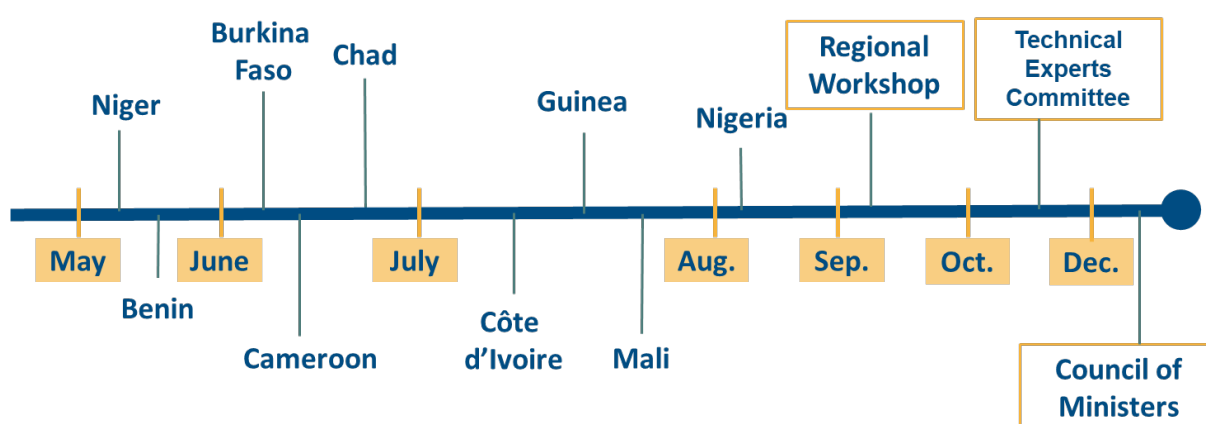 Burkina
Faso
Chad
Niger
Guinea
Nigeria
Regional
Workshop
Technical
Experts
Committee
May
June
July
Aug.
Sep.
Oct.
Dec.
Benin
Cameroon
Côte
d'Ivoire
Mali
Council of
Ministers